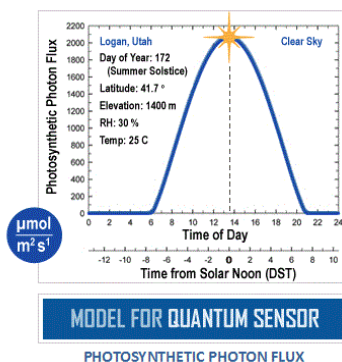 2200
2000
1800
1600
1400
1200
1000
800
600
400
200
0
Photosynthetic Photon Flux
Logan, Utah
Clear Sky
Day of Year: 172
(Summer Solstice)
Latitude: 41.7 º
Elevation: 1400 m
RH: 30 %
Temp: 25 C
µmol
m² s¹
0 2 4 6 8 10 12 14 16 18 20 22 24
Time of Day
-12 -10 -8 -6 -4 -2 0 2 4 6 8 10
Time from Solar Noon (DST)
MODEL FOR QUANTUM SENSOR
PHOTOSYNTHETIC PHOTON FLUX